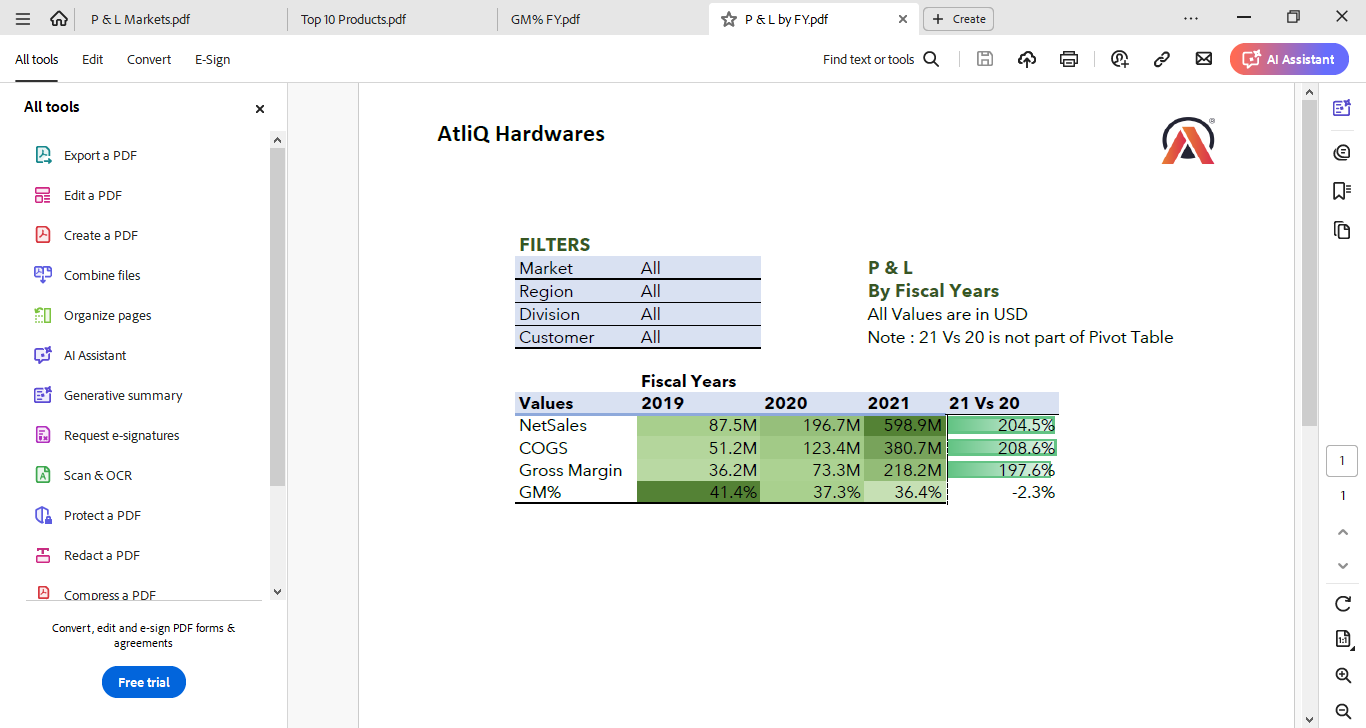 P & L Markets.pdf
Top 10 Products.pdf
GM% FY.pdf
P & L by FY.pdf
Create
All tools
Edit
Convert
E-Sign
Find text or tools
AI Assistant
All tools
Export a PDF
Edit a PDF
Create a PDF
Combine files
Organize pages
AI Assistant
Generative summary
Request e-signatures
Scan & OCR
Protect a PDF
Redact a PDF
Compress a PDF
Convert, edit and e-sign PDF forms &
agreements
Free trial
AtliQ Hardwares
®
FILTERS
Market All
Region All
Division All
Customer All
P & L
By Fiscal Years
All Values are in USD
Note : 21 Vs 20 is not part of Pivot Table
Fiscal Years
Values 2019 2020 2021 21 Vs 20
NetSales 87.5M 196.7M 598.9M 204.5%
COGS 51.2M 123.4M 380.7M 208.6%
Gross Margin 36.2M 73.3M 218.2M 197.6%
GM% 41.4% 37.3% 36.4% -2.3%
1
1
1:1